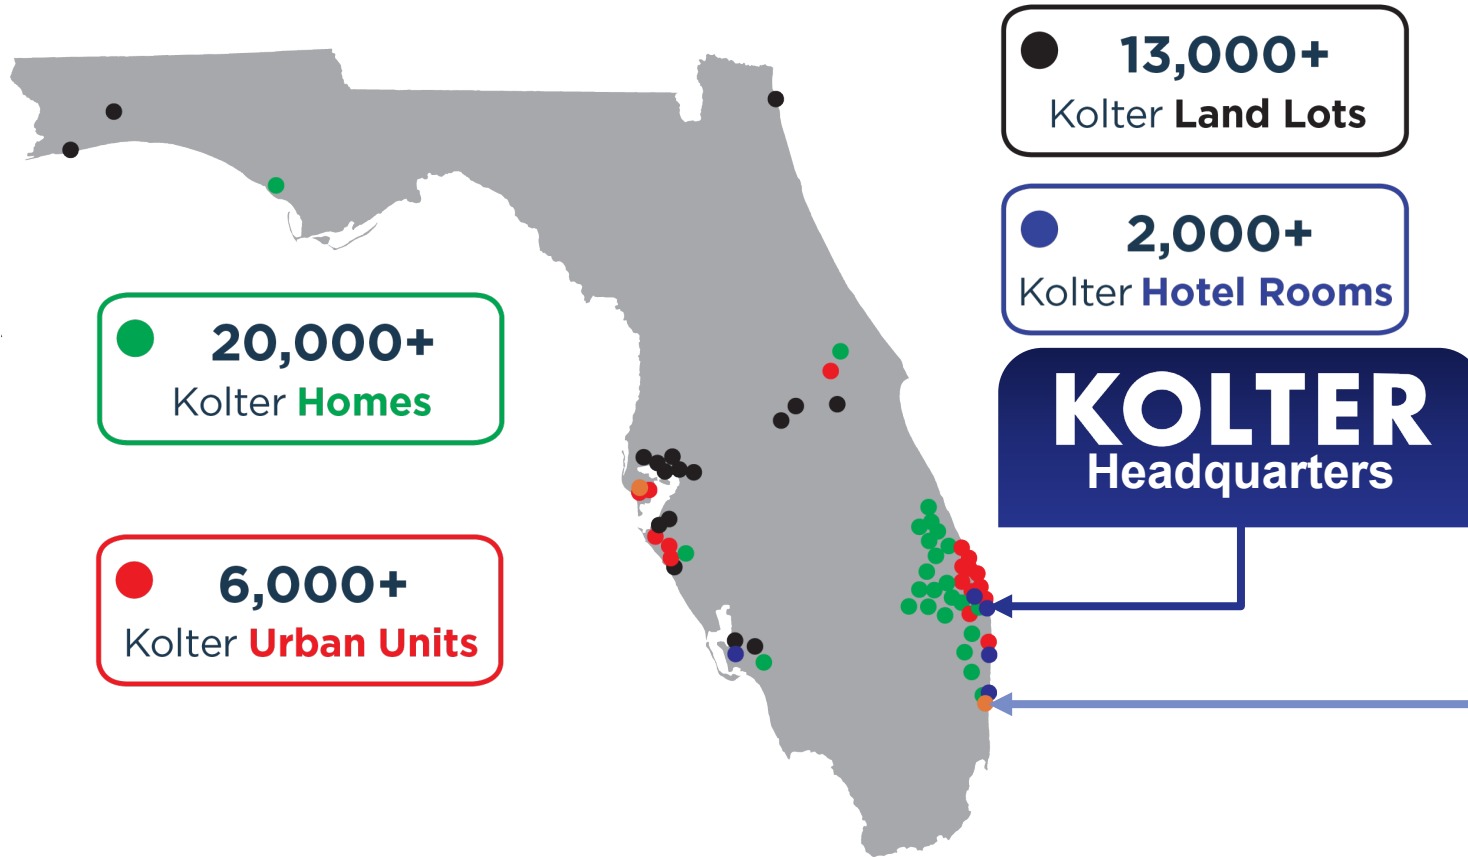 13,000+
Kolter Land Lots
2,000+
Kolter Hotel Rooms
20,000+
Kolter Homes
KOLTER
Headquarters
6,000+
Kolter Urban Units